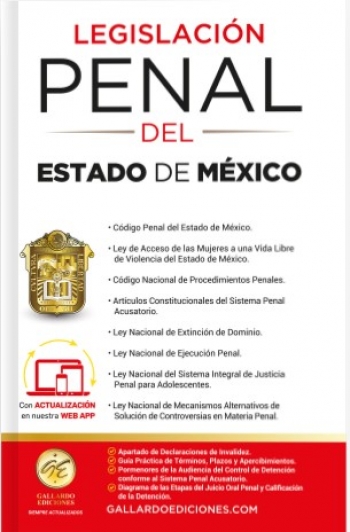 LEGISLACIÓN
PENAL
DEL
ESTADO DE MÉXICO
• Código Penal del Estado de México.
• Ley de Acceso de las Mujeres a una Vida Libre
de Violencia del Estado de México.
• Código Nacional de Procedimientos Penales.
• Artículos Constitucionales del Sistema Penal
Acusatorio.
• Ley Nacional de Extinción de Dominio.
• Ley Nacional de Ejecución Penal.
• Ley Nacional del Sistema Integral de Justicia
Penal para Adolescentes.
• Ley Nacional de Mecanismos Alternativos de
Solución de Controversias en Materia Penal.
Con ACTUALIZACIÓN
en nuestra WEB APP
GALLARDO
EDICIONES
SIEMPRE ACTUALIZADOS
Apartado de Declaraciones de Invalidez.
Guía Práctica de Términos, Plazos y Apercibimientos.
Pormenores de la Audiencia del Control de Detención
conforme al Sistema Penal Acusatorio.
Diagrama de las Etapas del Juicio Oral Penal y Calificación
de la Detención.
GALLARDOEDICIONES.COM